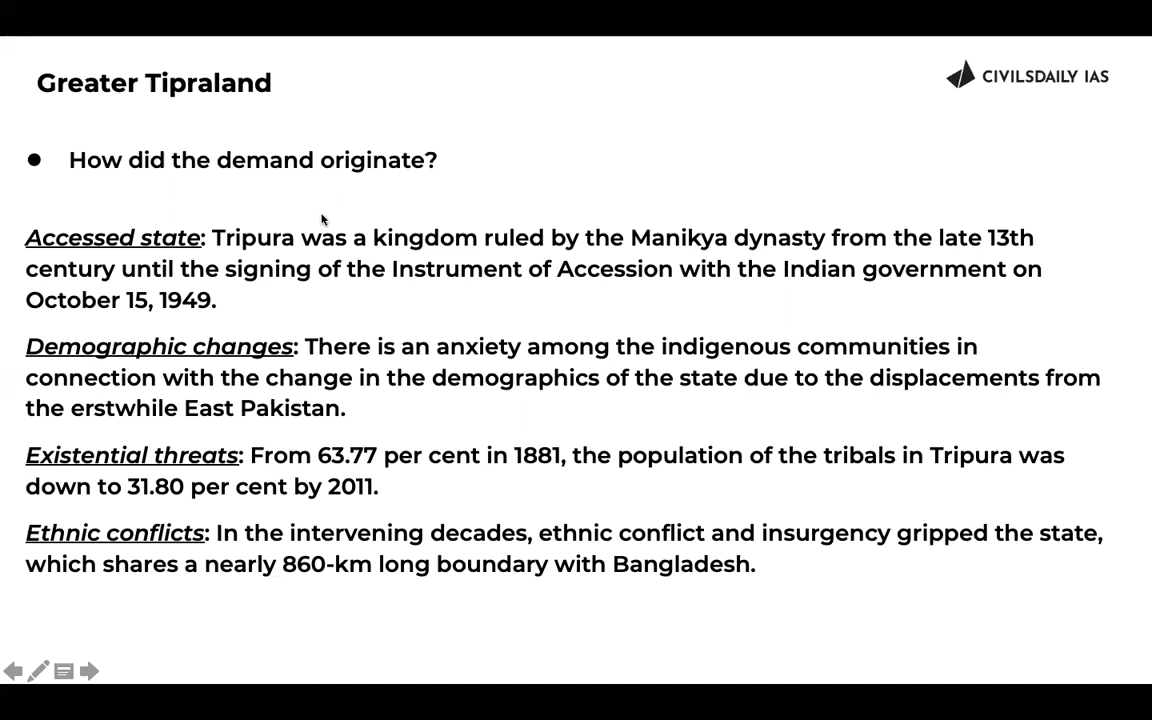 Greater Tipraland
CIVILSDAILY IAS
● How did the demand originate?
Accessed state: Tripura was a kingdom ruled by the Manikya dynasty from the late 13th
century until the signing of the Instrument of Accession with the Indian government on
October 15, 1949.
Demographic changes: There is an anxiety among the indigenous communities in
connection with the change in the demographics of the state due to the displacements from
the erstwhile East Pakistan.
Existential threats: From 63.77 per cent in 1881, the population of the tribals in Tripura was
down to 31.80 per cent by 2011.
Ethnic conflicts: In the intervening decades, ethnic conflict and insurgency gripped the state,
which shares a nearly 860-km long boundary with Bangladesh.